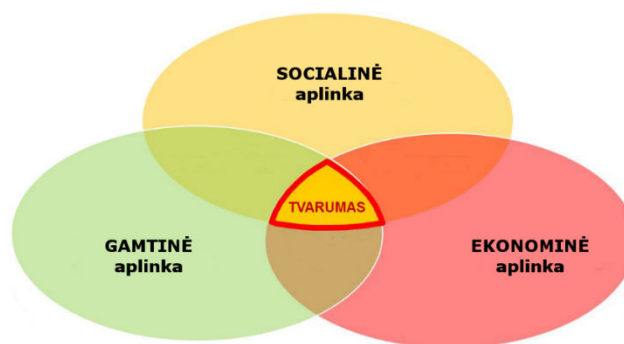 SOCIALINĖ
aplinka
TVARUMAS
GAMTINĖ
aplinka
EKONOMINĖ
aplinka